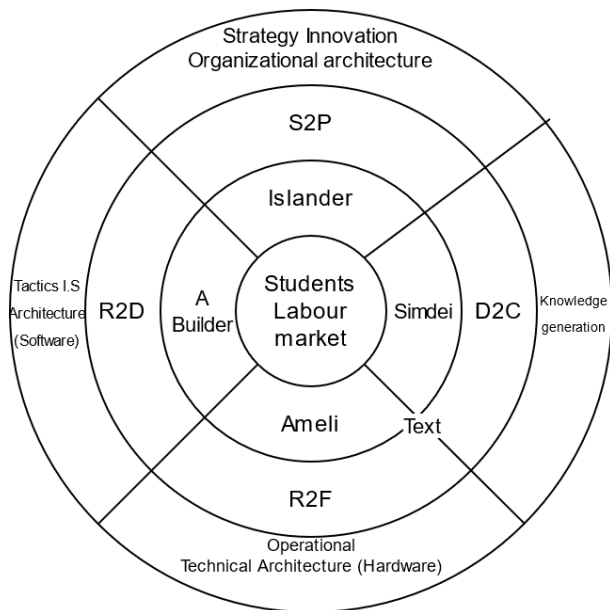 Strategy Innovation
Organizational architecture
S2P
Islander
Tactics I.S
Architecture
(Software)
R2D
A
Builder
Students
Labour
market
Simdei
D2C
Knowledge
generation
Ameli
Text
R2F
Operational
Technical Architecture (Hardware)